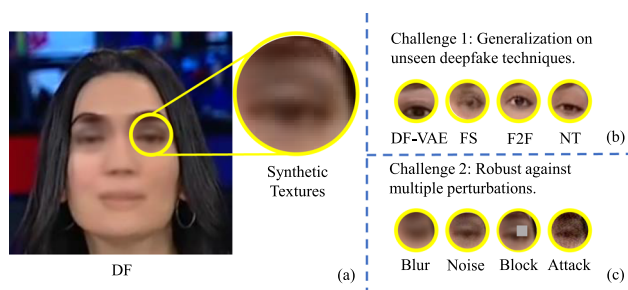 Synthetic
Textures
DF
(a)
Challenge 1: Generalization on
unseen deepfake techniques.
DF-VAE FS F2F NT
(b)
Challenge 2: Robust against
multiple perturbations.
Blur Noise Block Attack
(c)